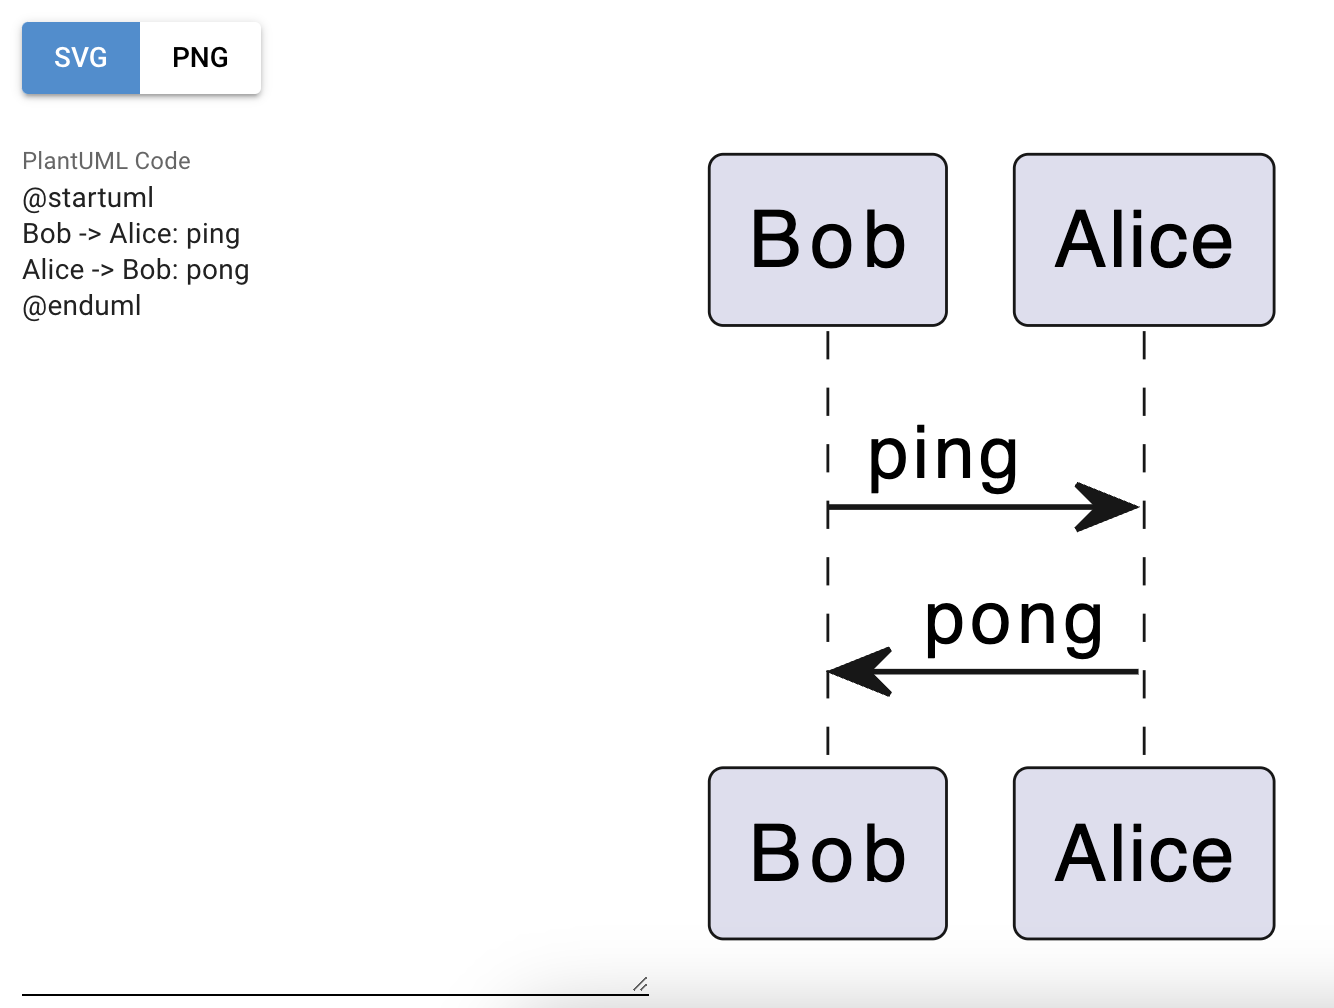 SVG PNG
PlantUML Code
@startuml
Bob -> Alice: ping
Alice -> Bob: pong
@enduml
Bob Alice
ping
pong
Bob Alice